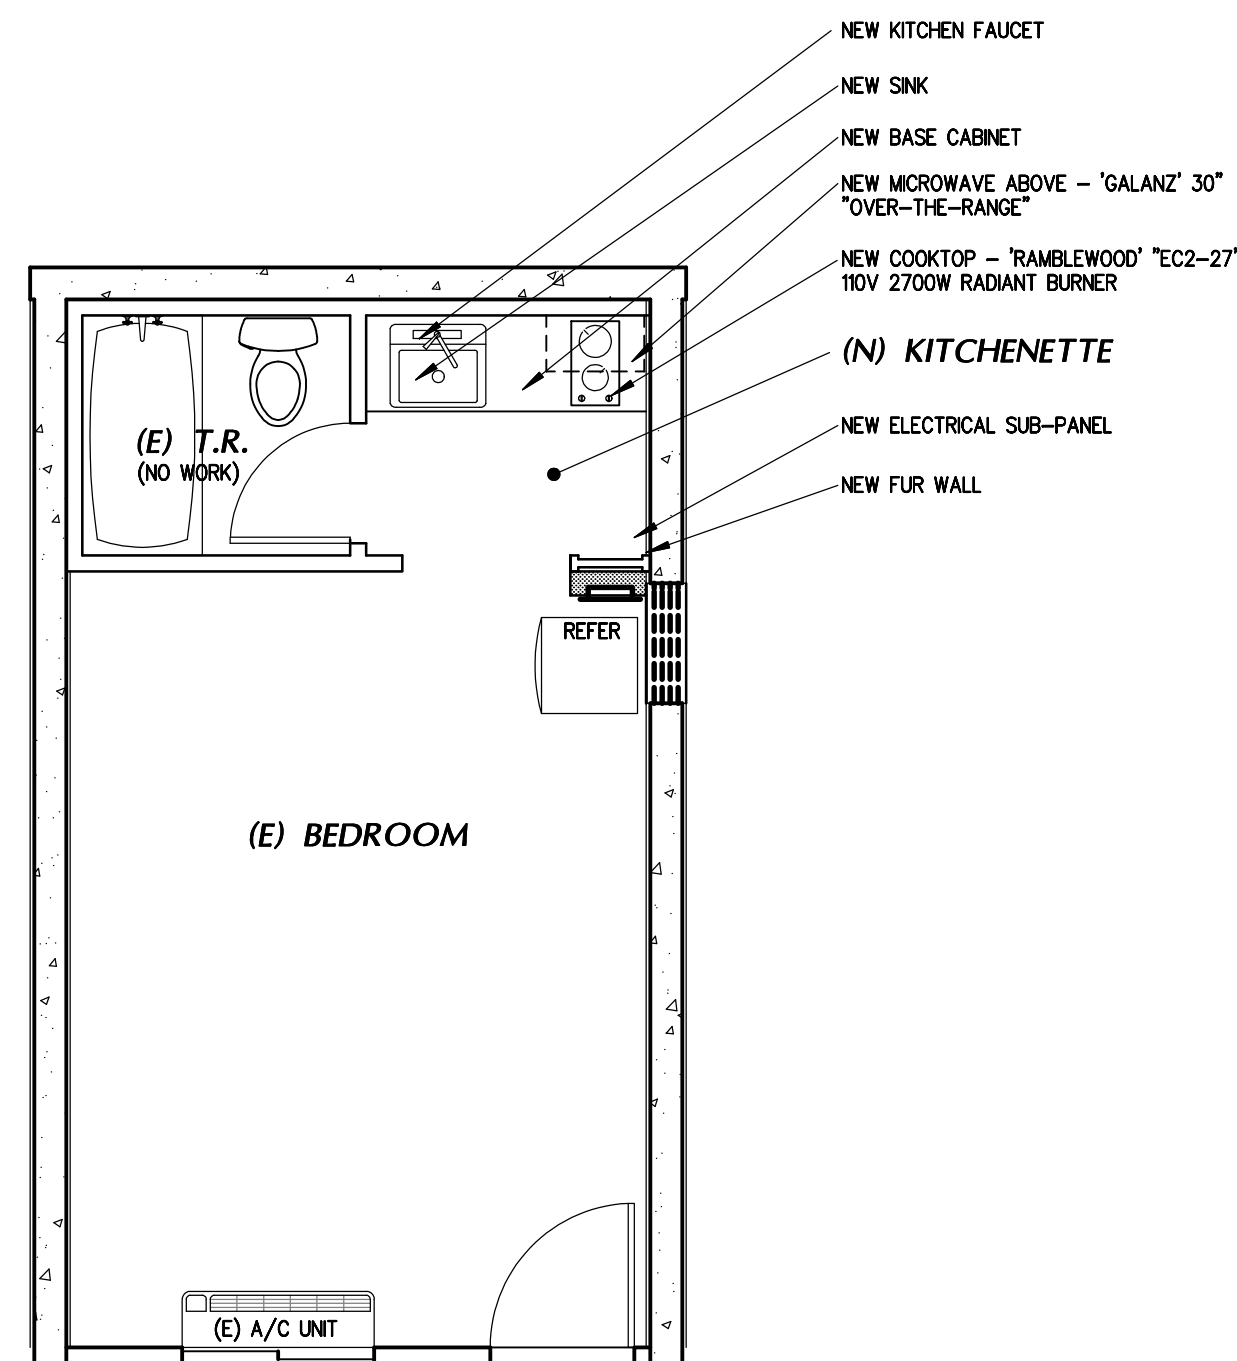 NEW KITCHEN FAUCET
NEW SINK
NEW BASE CABINET
NEW MICROWAVE ABOVE – 'GALANZ' 30"
"OVER–THE–RANGE"
NEW COOKTOP – 'RAMBLEWOOD' "EC2–27'
110V 2700W RADIANT BURNER
(N) KITCHENETTE
NEW ELECTRICAL SUB–PANEL
(E) T.R.
(NO WORK)
NEW FUR WALL
REFER
(E) BEDROOM
(E) A/C UNIT